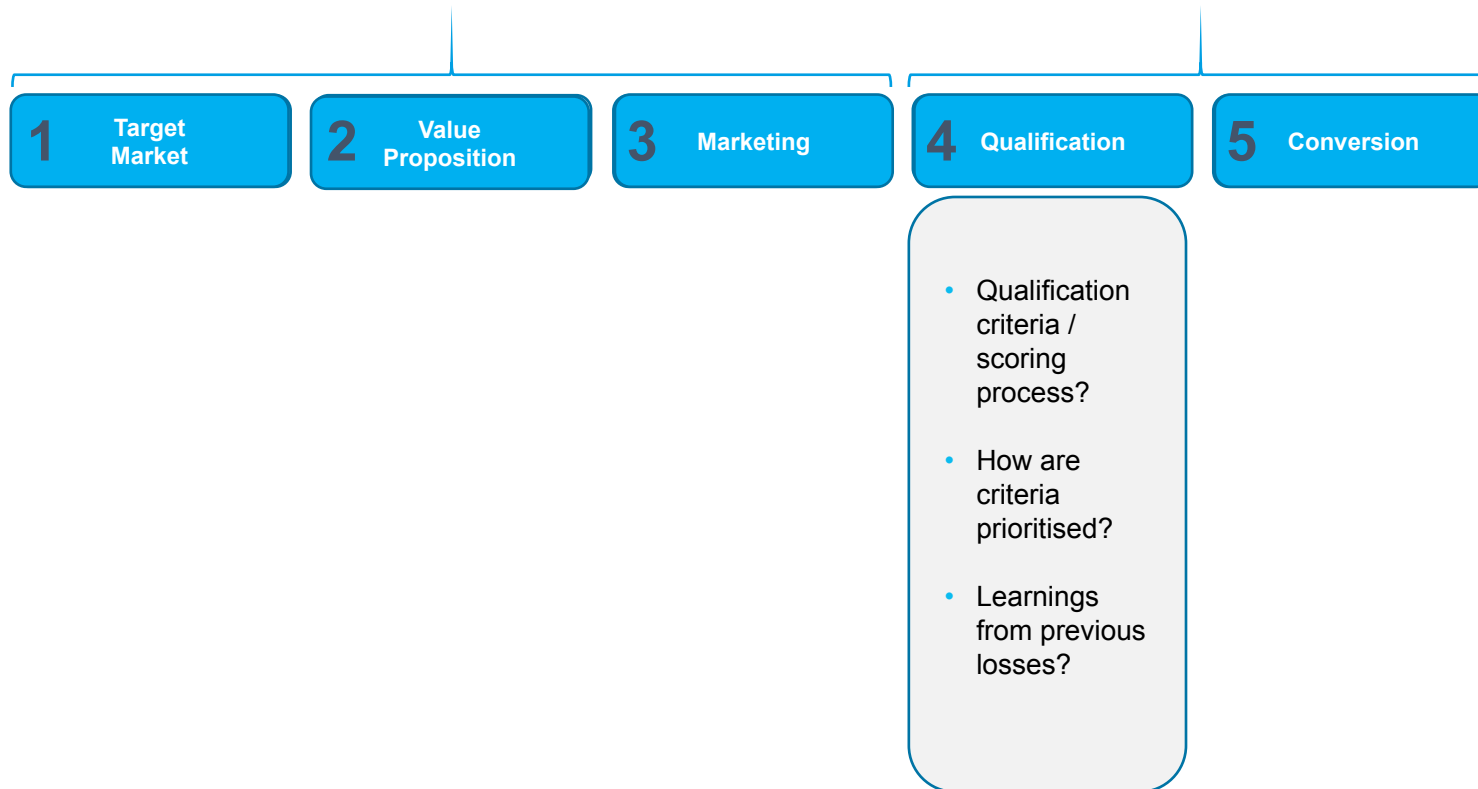 1
Target
Market
2
Value
Proposition
3
Marketing
4
Qualification
5
Conversion
• Qualification
criteria /
scoring
process?
• How are
criteria
prioritised?
• Learnings
from previous
losses?